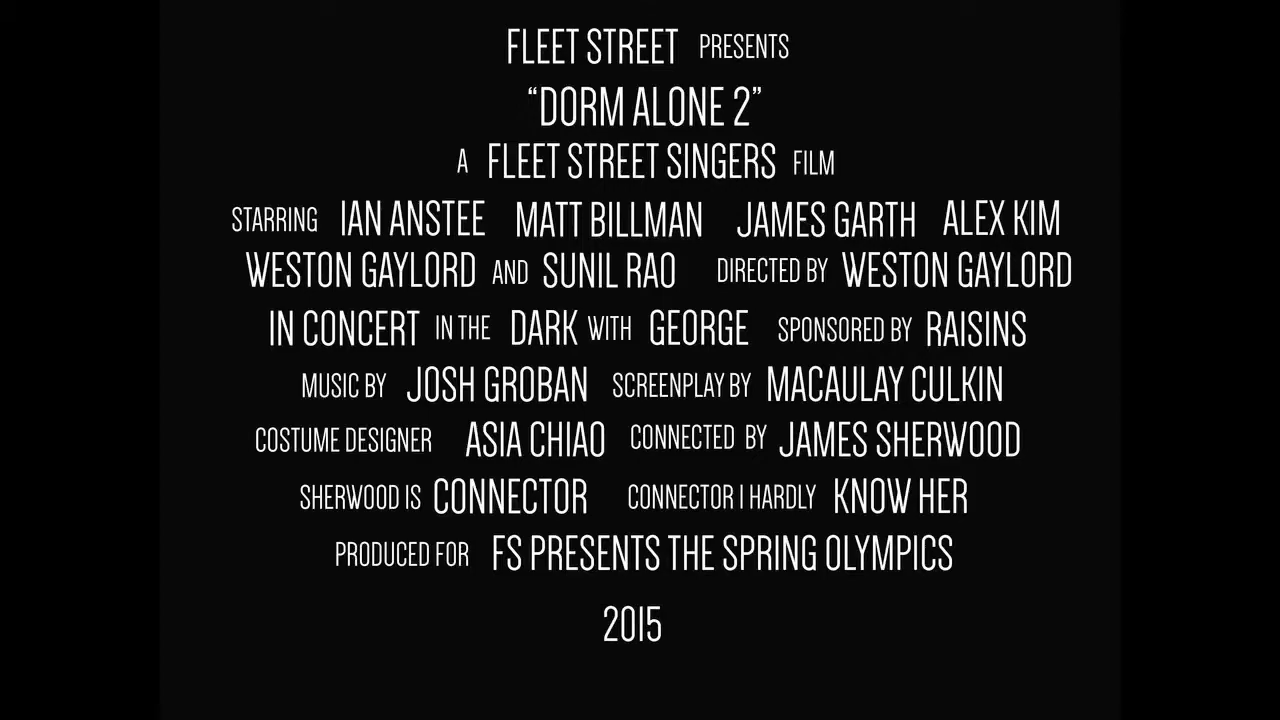 FLEET STREET PRESENTS
“DORM ALONE 2”
A FLEET STREET SINGERS FILM
STARRING IAN ANSTEE MATT BILLMAN JAMES GARTH ALEX KIM
WESTON GAYLORD AND SUNIL RAO DIRECTED BY WESTON GAYLORD
IN CONCERT IN THE DARK WITH GEORGE SPONSORED BY RAISINS
MUSIC BY JOSH GROBAN SCREENPLAY BY MACAULAY CULKIN
COSTUME DESIGNER ASIA CHIAO CONNECTED BY JAMES SHERWOOD
SHERWOOD IS CONNECTOR CONNECTOR I HARDLY KNOW HER
PRODUCED FOR FS PRESENTS THE SPRING OLYMPICS
2015